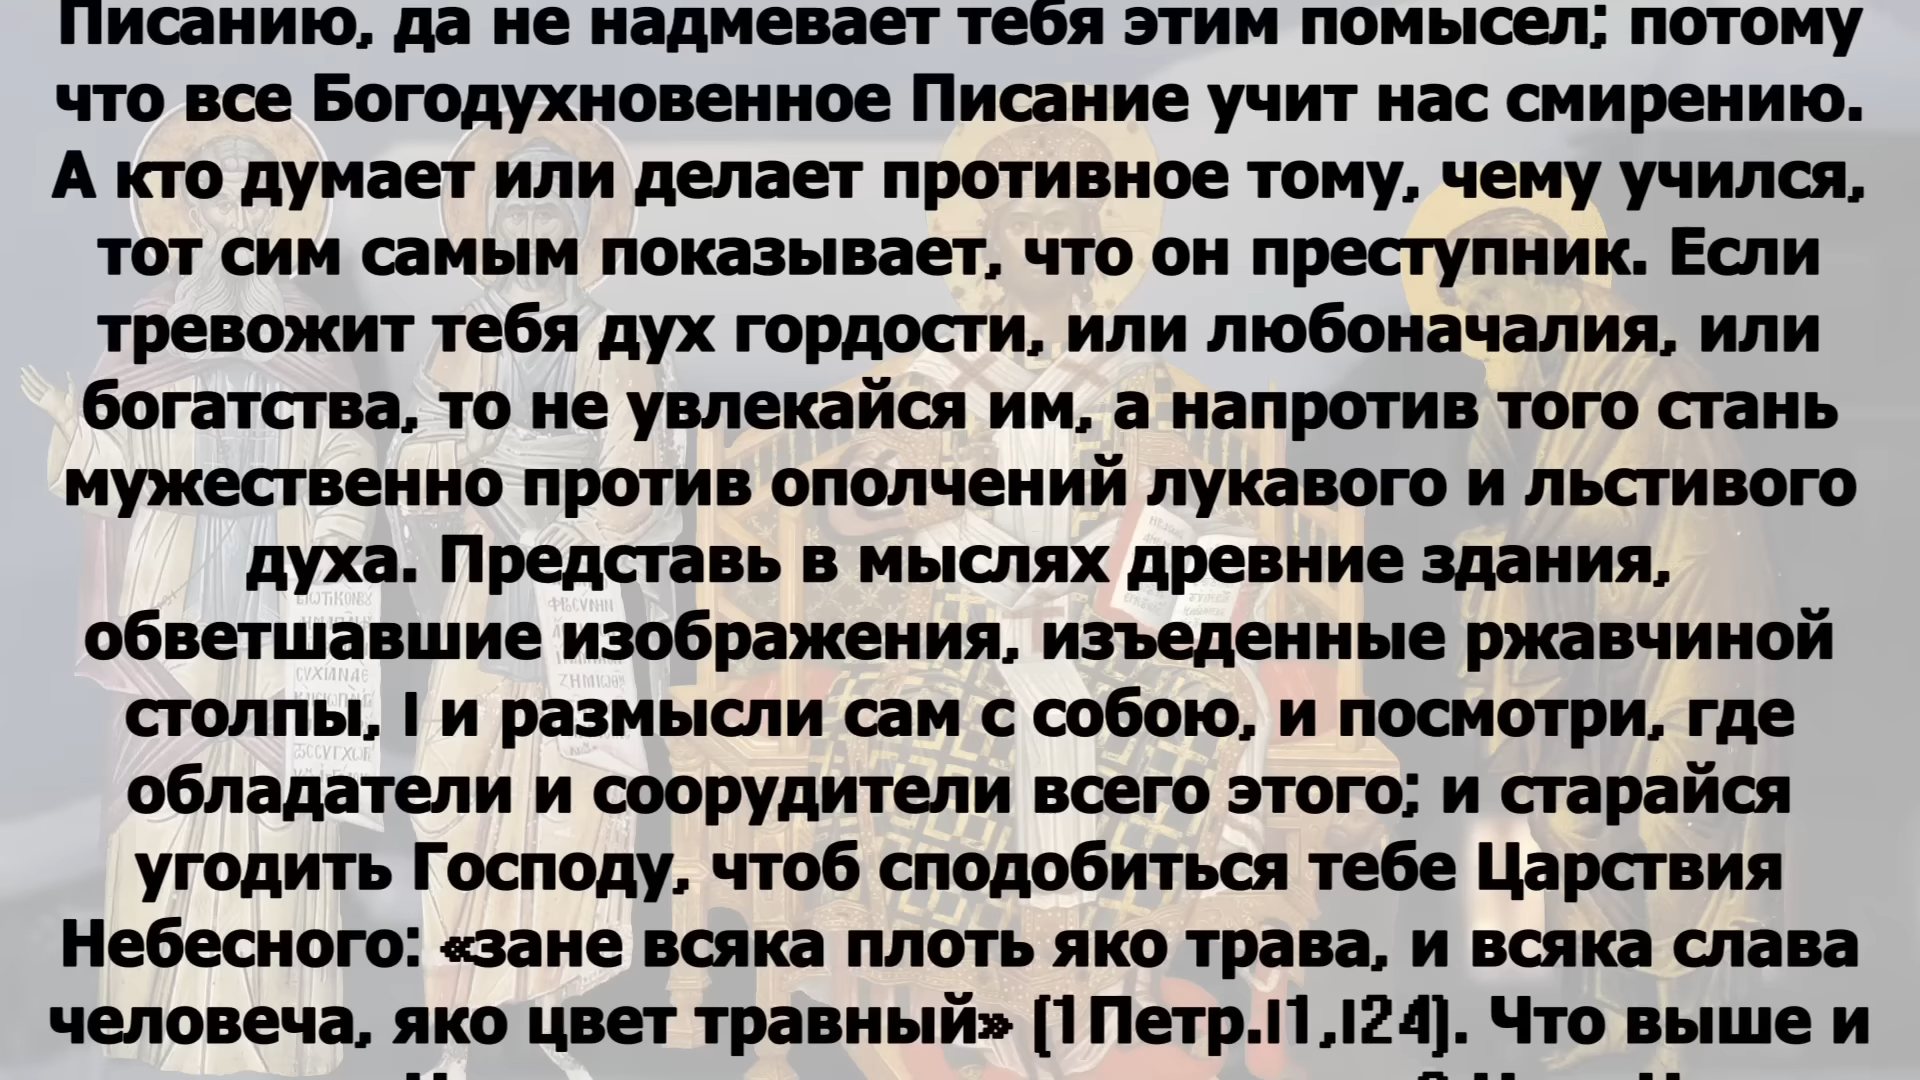 Писанию, да не надмевает тебя этим помысел; потому
что все Богодухновенное Писание учит нас смирению.
А кто думает или делает противное тому, чему учился,
тот сим самым показывает, что он преступник. Если
тревожит тебя дух гордости, или любоначалия, или
богатства, то не увлекайся им, а напротив того стань
мужественно против ополчений лукавого и льстивого
духа. Представь в мыслях древние здания,
обветшавшие изображения, изъеденные ржавчиной
столпы, | и размысли сам с собою, и посмотри, где
обладатели и соорудители всего этого; и старайся
угодить Господу, чтоб сподобиться тебе Царствия
Небесного: «зане всяка плоть яко трава, и всяка слава
человеча, яко цвет травный» (1Петр.|1,|24). Что выше и